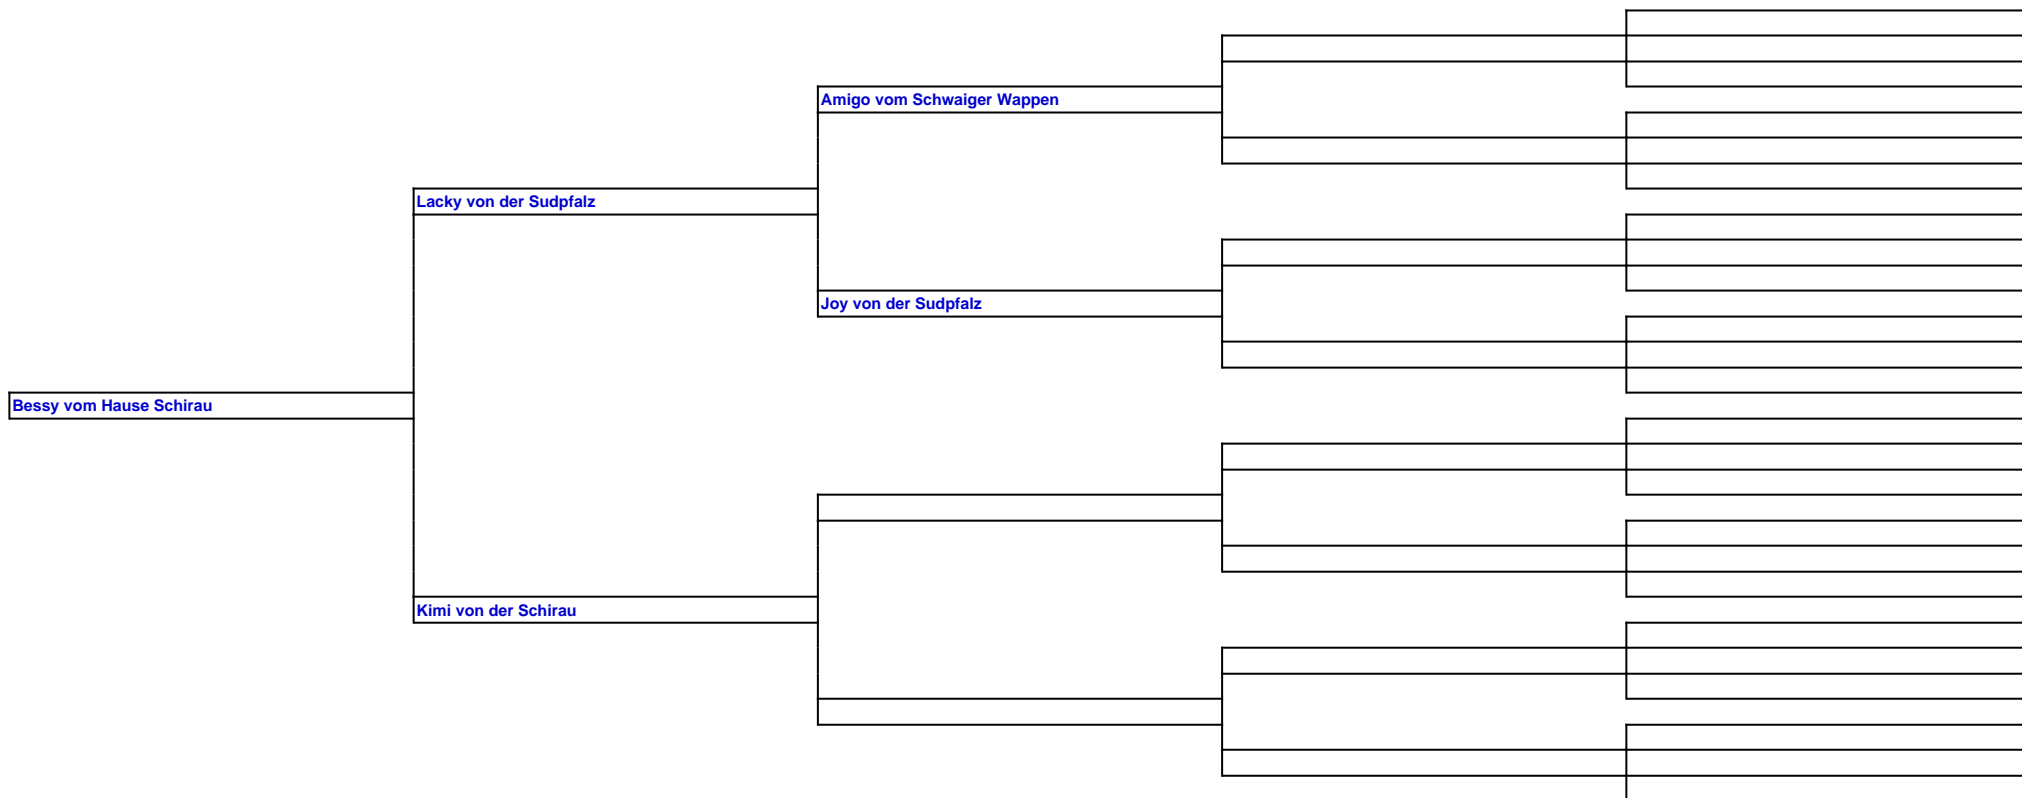 Amigo vom Schwaiger Wappen
Lacky von der Sudpfalz
Joy von der Sudpfalz
Bessy vom Hause Schirau
Kimi von der Schirau